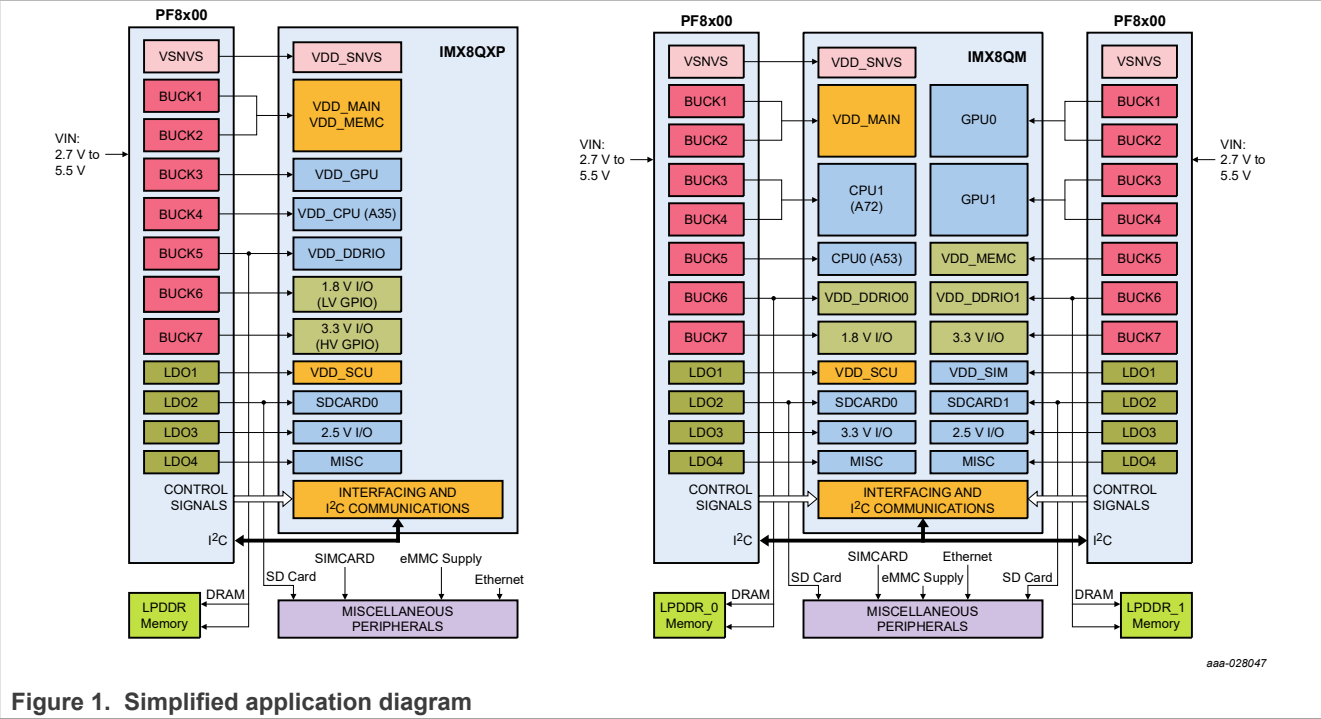 PF8x00
IMX8QXP
VSNVS
VDD_SNVS
BUCK1
VDD_MAIN
VDD_MEMC
BUCK2
VIN:
2.7 V to
5.5 V
BUCK3
VDD_GPU
BUCK4
VDD_CPU (A35)
BUCK5
VDD_DDRIO
BUCK6
1.8 V I/O
(LV GPIO)
BUCK7
3.3 V I/O
(HV GPIO)
LDO1
VDD_SCU
LDO2
SDCARD0
LDO3
2.5 V I/O
LDO4
MISC
CONTROL
SIGNALS
INTERFACING AND
I2C COMMUNICATIONS
I2C
SIMCARD
eMMC Supply
SD Card
Ethernet
DRAM
LPDDR
Memory
MISCELLANEOUS
PERIPHERALS
PF8x00
PF8x00
IMX8QM
VSNVS
VDD_SNVS
VSNVS
BUCK1
VDD_MAIN
GPU0
BUCK1
BUCK2
BUCK2
VIN:
2.7 V to
5.5 V
VIN:
2.7 V to
5.5 V
BUCK3
CPU1
(A72)
GPU1
BUCK3
BUCK4
BUCK4
BUCK5
CPU0 (A53)
VDD_MEMC
BUCK5
BUCK6
VDD_DDRIO0
VDD_DDRIO1
BUCK6
BUCK7
1.8 V I/O
3.3 V I/O
BUCK7
LDO1
VDD_SCU
VDD_SIM
LDO1
LDO2
SDCARD0
SDCARD1
LDO2
LDO3
3.3 V I/O
2.5 V I/O
LDO3
LDO4
MISC
MISC
LDO4
CONTROL
SIGNALS
INTERFACING AND
I2C COMMUNICATIONS
CONTROL
SIGNALS
I2C
I2C
SIMCARD
Ethernet
SD Card
eMMC Supply
SD Card
DRAM
DRAM
LPDDR_0
Memory
MISCELLANEOUS
PERIPHERALS
LPDDR_1
Memory
aaa-028047
Figure 1. Simplified application diagram